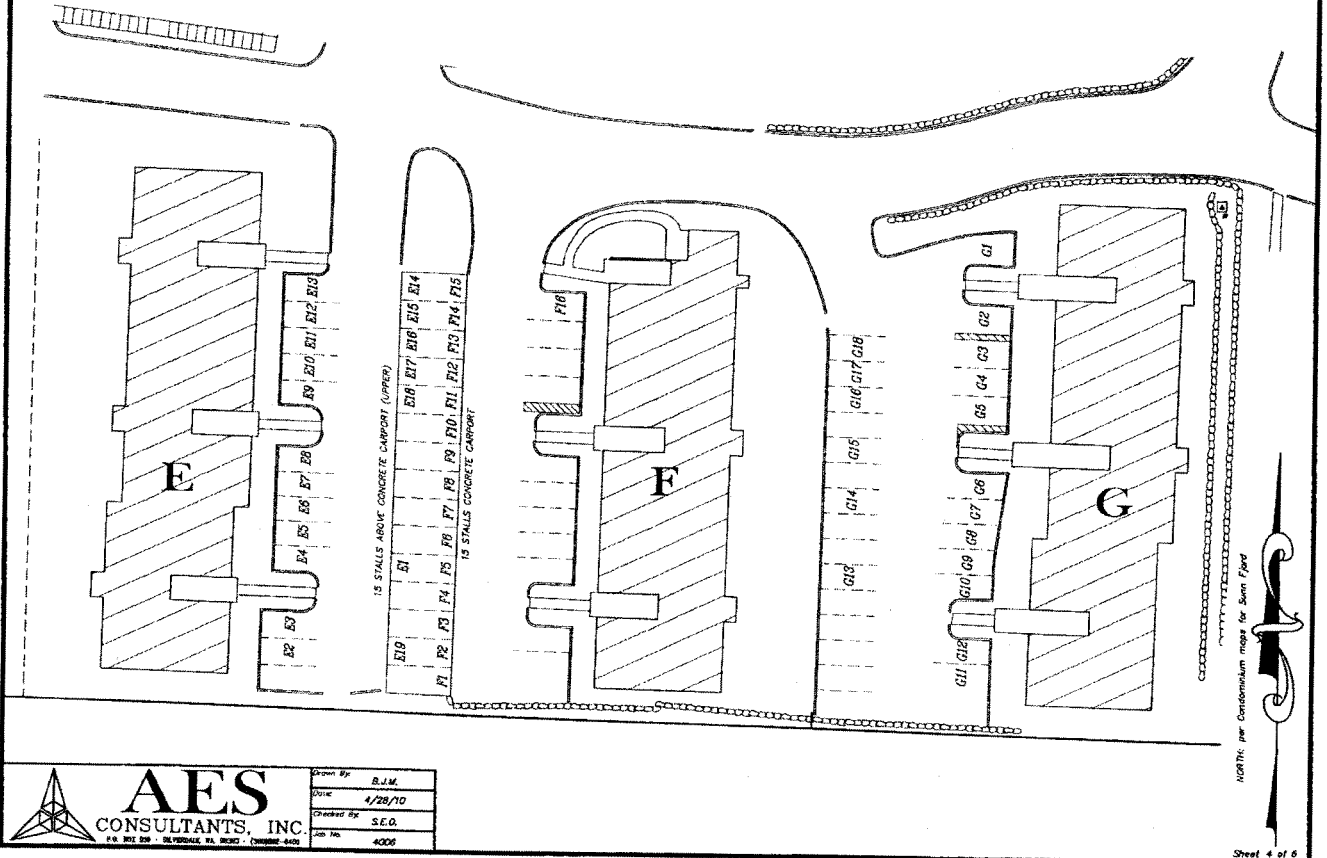 E
F
G
E13
E12
E11
E10
E9
E8
E7
E6
E5
E4
E3
E2
15 STALLS ABOVE CONCRETE CARPORT (UPPER)
E14
E15
E16
E17
E18
E1
E19
F15
F14
F13
F12
F11
F10
F9
F8
F7
F6
F5
F4
F3
F2
F1
15 STALLS CONCRETE CARPORT
F16
G18
G17
G16
G15
G14
G13
G1
G2
G3
G4
G5
G6
G7
G8
G9
G10
G12
G11
NORTH: per Condominium maps for Sunn Fjord
AES
CONSULTANTS, INC.
Drawn By: B.J.M.
Date: 4/28/10
Checked By: S.E.O.
Job No. 4006
Sheet 4 of 6